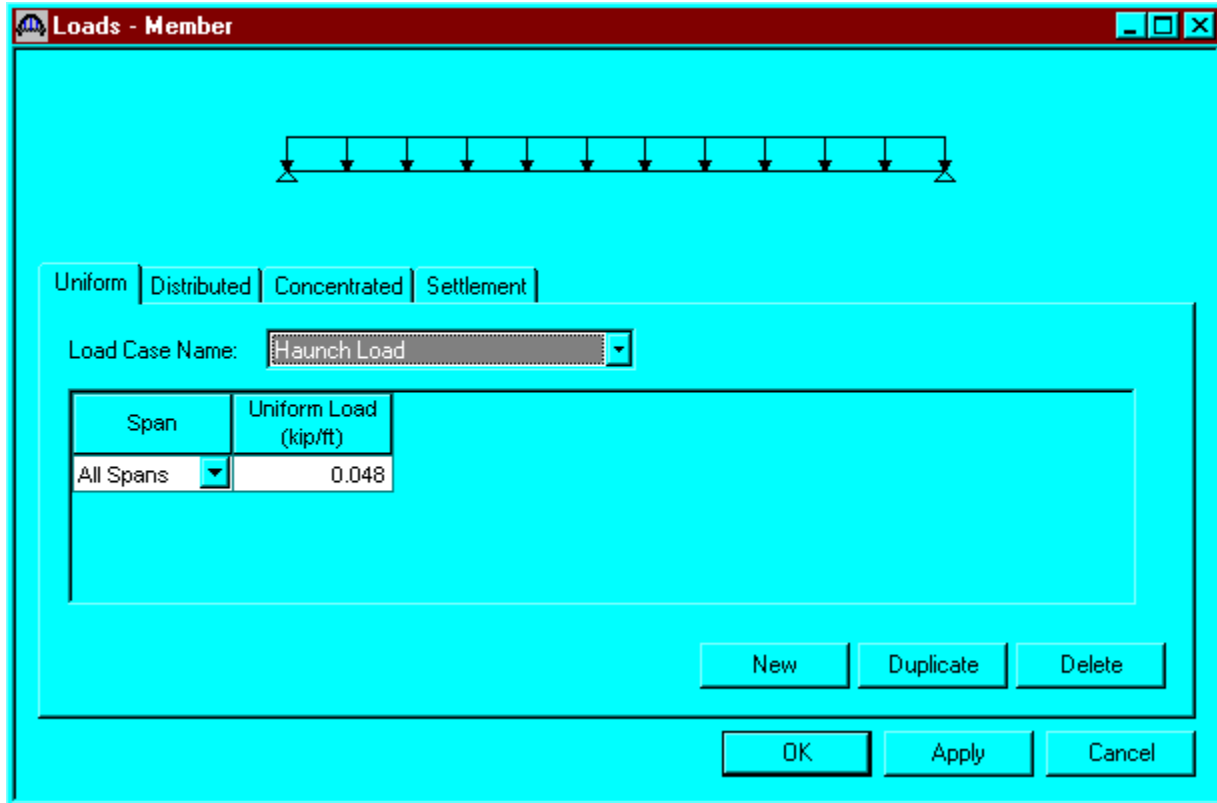 Loads - Member
Uniform Distributed Concentrated Settlement
Load Case Name: Haunch Load
Span Uniform Load
(kip/ft)
All Spans 0.048
New Duplicate Delete
OK Apply Cancel